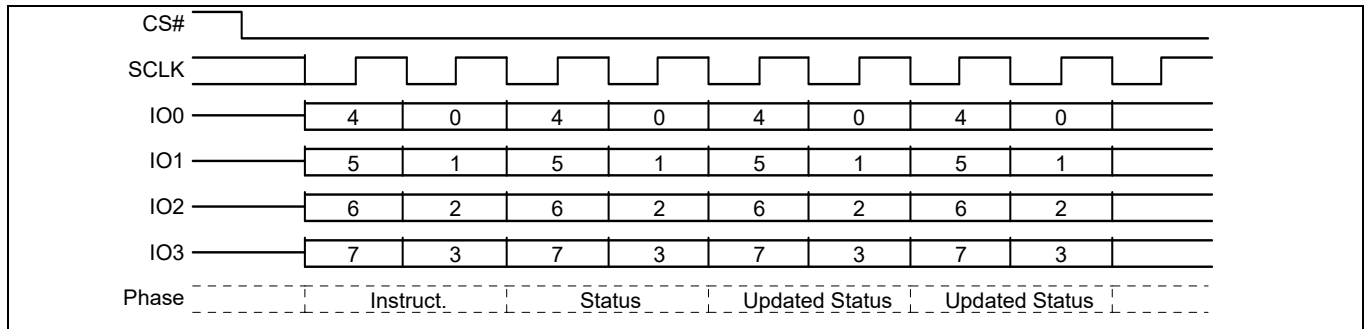 CS#
SCLK
IO0 4 0 4 0 4 0 4 0
IO1 5 1 5 1 5 1 5 1
IO2 6 2 6 2 6 2 6 2
IO3 7 3 7 3 7 3 7 3
Phase Instruct. Status Updated Status Updated Status